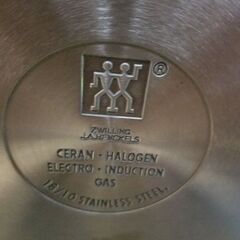 ®
ZWILLING
J.A. HENCKELS
CERAN · HALOGEN
ELECTRO · INDUCTION
GAS
18/10 STAINLESS STEEL